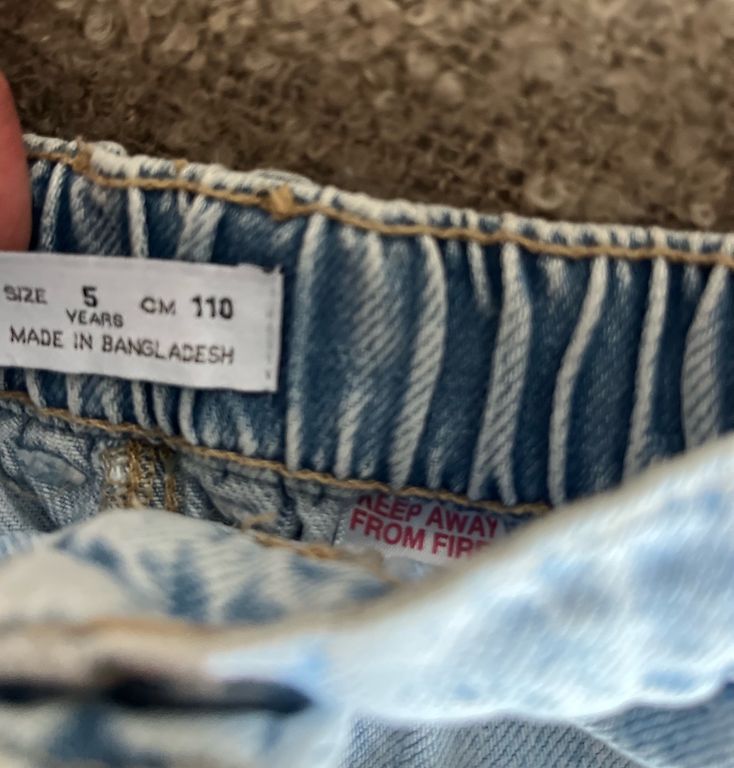 SIZE 5 CM 110
YEARS
MADE IN BANGLADESH
KEEP AWAY
FROM FIRE